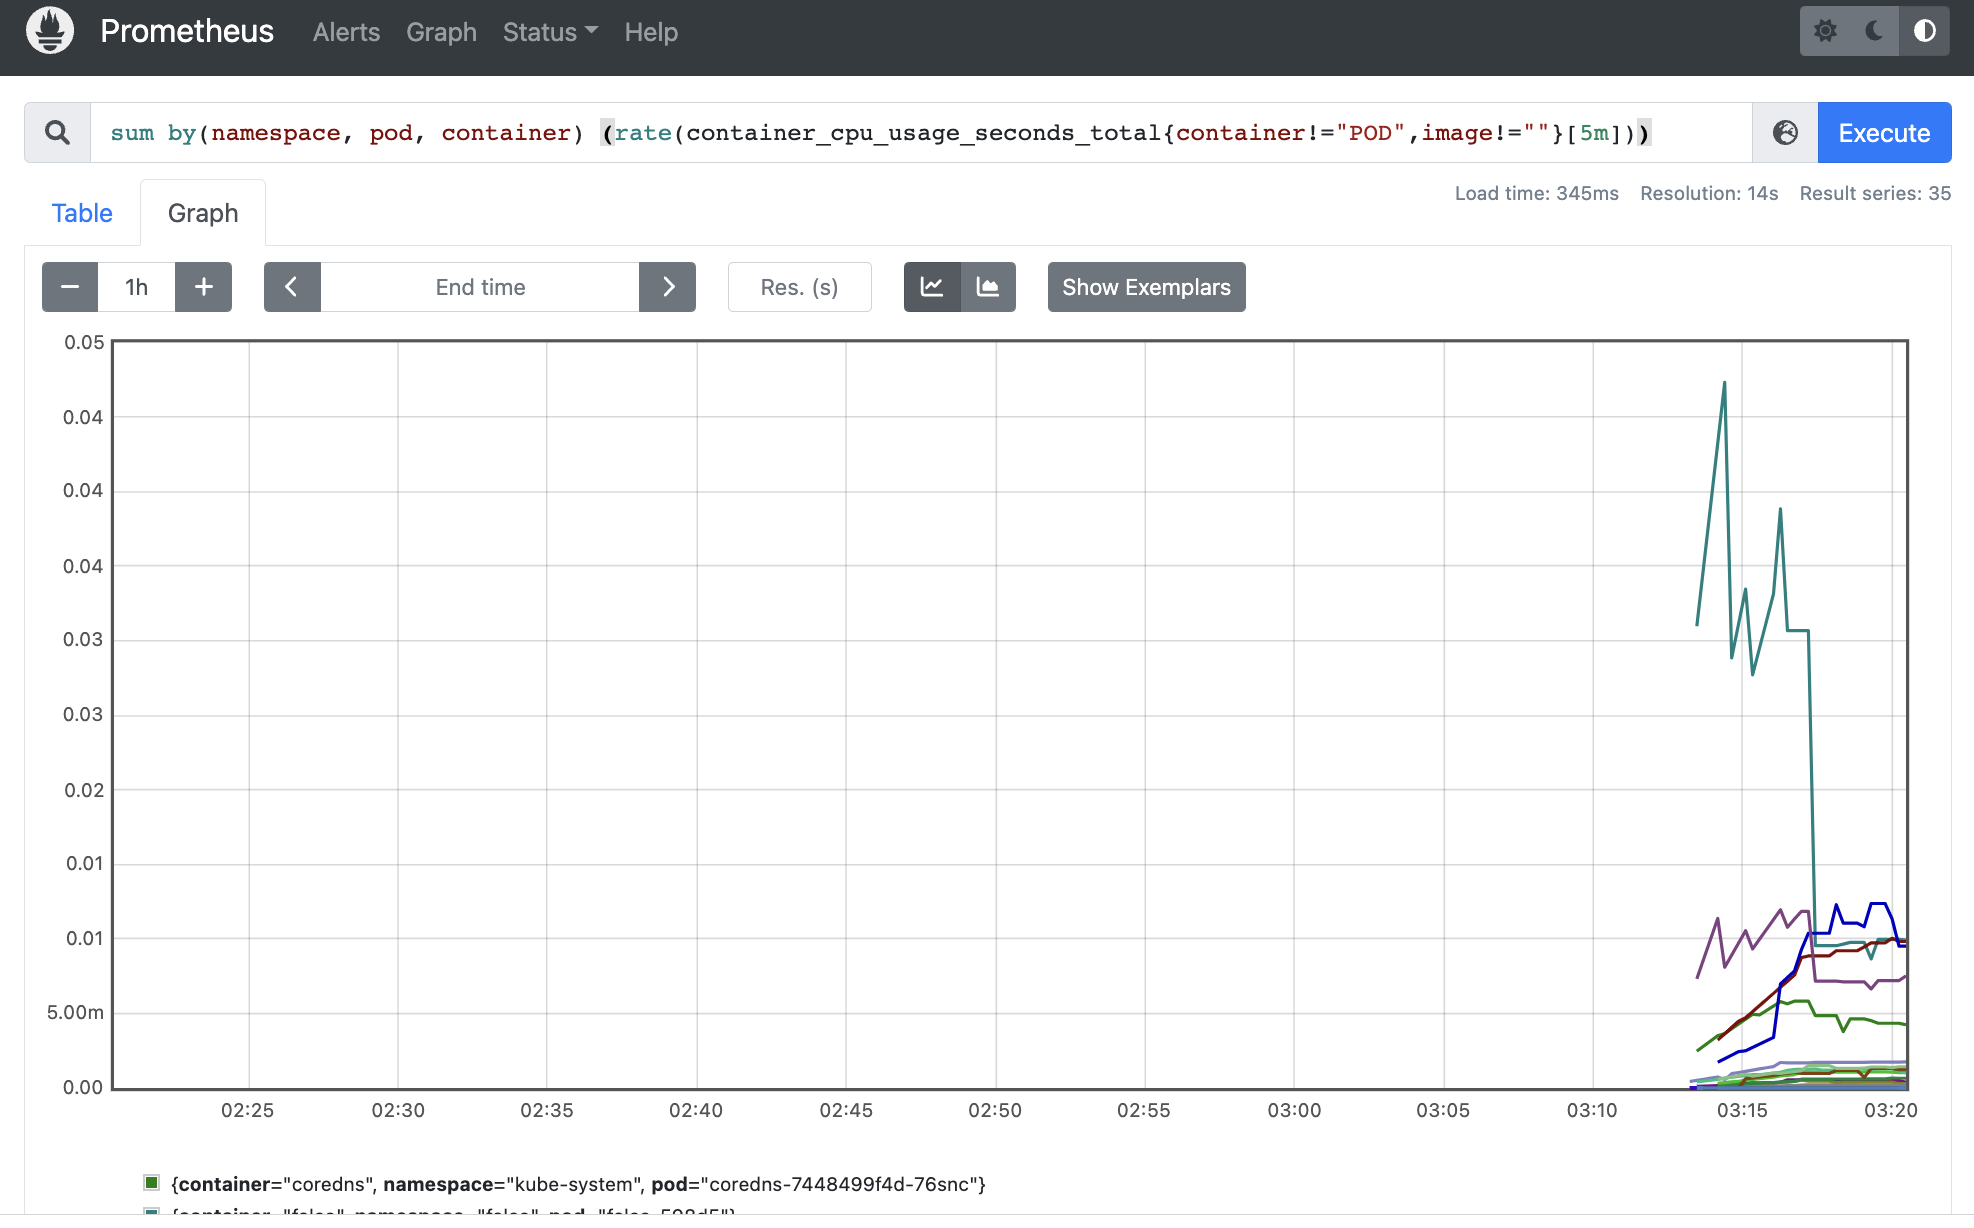 Prometheus Alerts Graph Status Help
sum by(namespace, pod, container) (rate(container_cpu_usage_seconds_total{container!="POD",image!=""}[5m]))
Execute
Load time: 345ms Resolution: 14s Result series: 35
Table Graph
1h End time Res. (s) Show Exemplars
0.05
0.04
0.04
0.04
0.03
0.03
0.02
0.01
0.01
5.00m
0.00
02:25 02:30 02:35 02:40 02:45 02:50 02:55 03:00 03:05 03:10 03:15 03:20
{container="coredns", namespace="kube-system", pod="coredns-7448499f4d-76snc"}